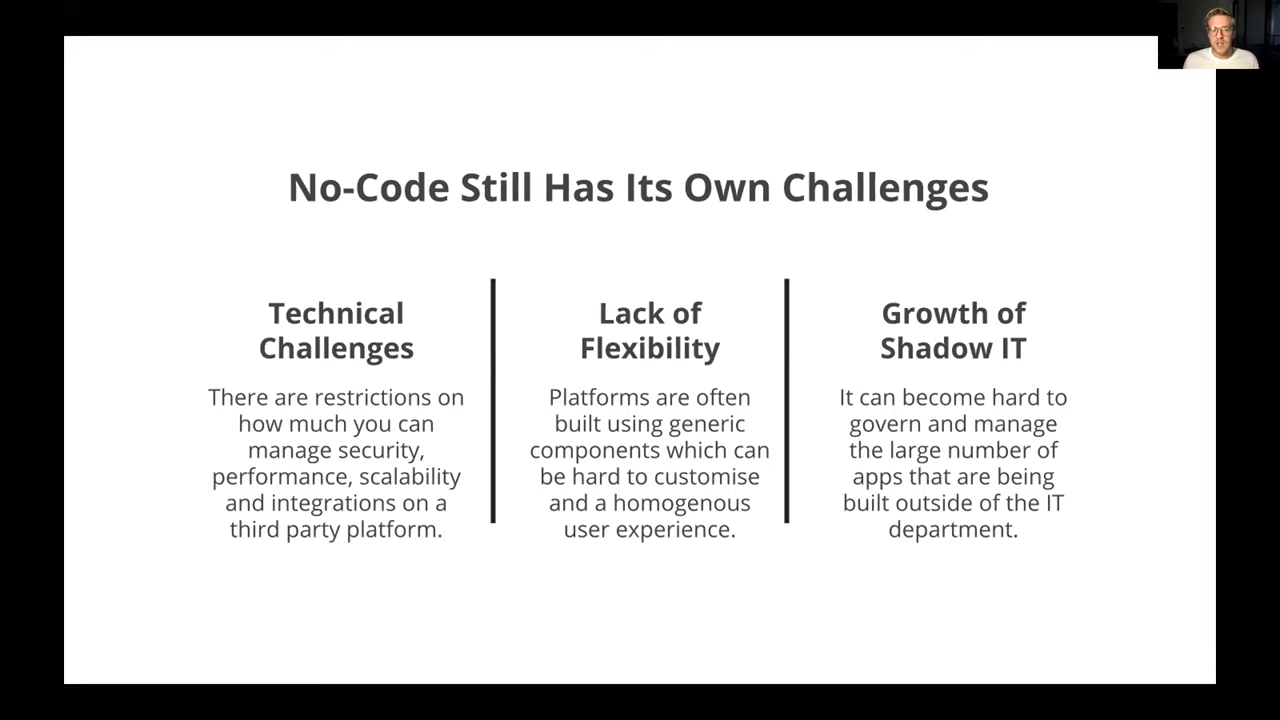 No-Code Still Has Its Own Challenges
Technical
Challenges
There are restrictions on
how much you can
manage security,
performance, scalability
and integrations on a
third party platform.
Lack of
Flexibility
Platforms are often
built using generic
components which can
be hard to customise
and a homogenous
user experience.
Growth of
Shadow IT
It can become hard to
govern and manage
the large number of
apps that are being
built outside of the IT
department.